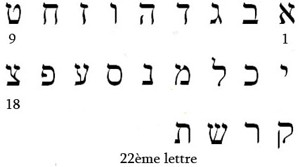 א ב ג ד ה ו ז ח ט
9 1
י כ ל מ נ ס ע פ צ
18
ק ר ש ת
22ème lettre